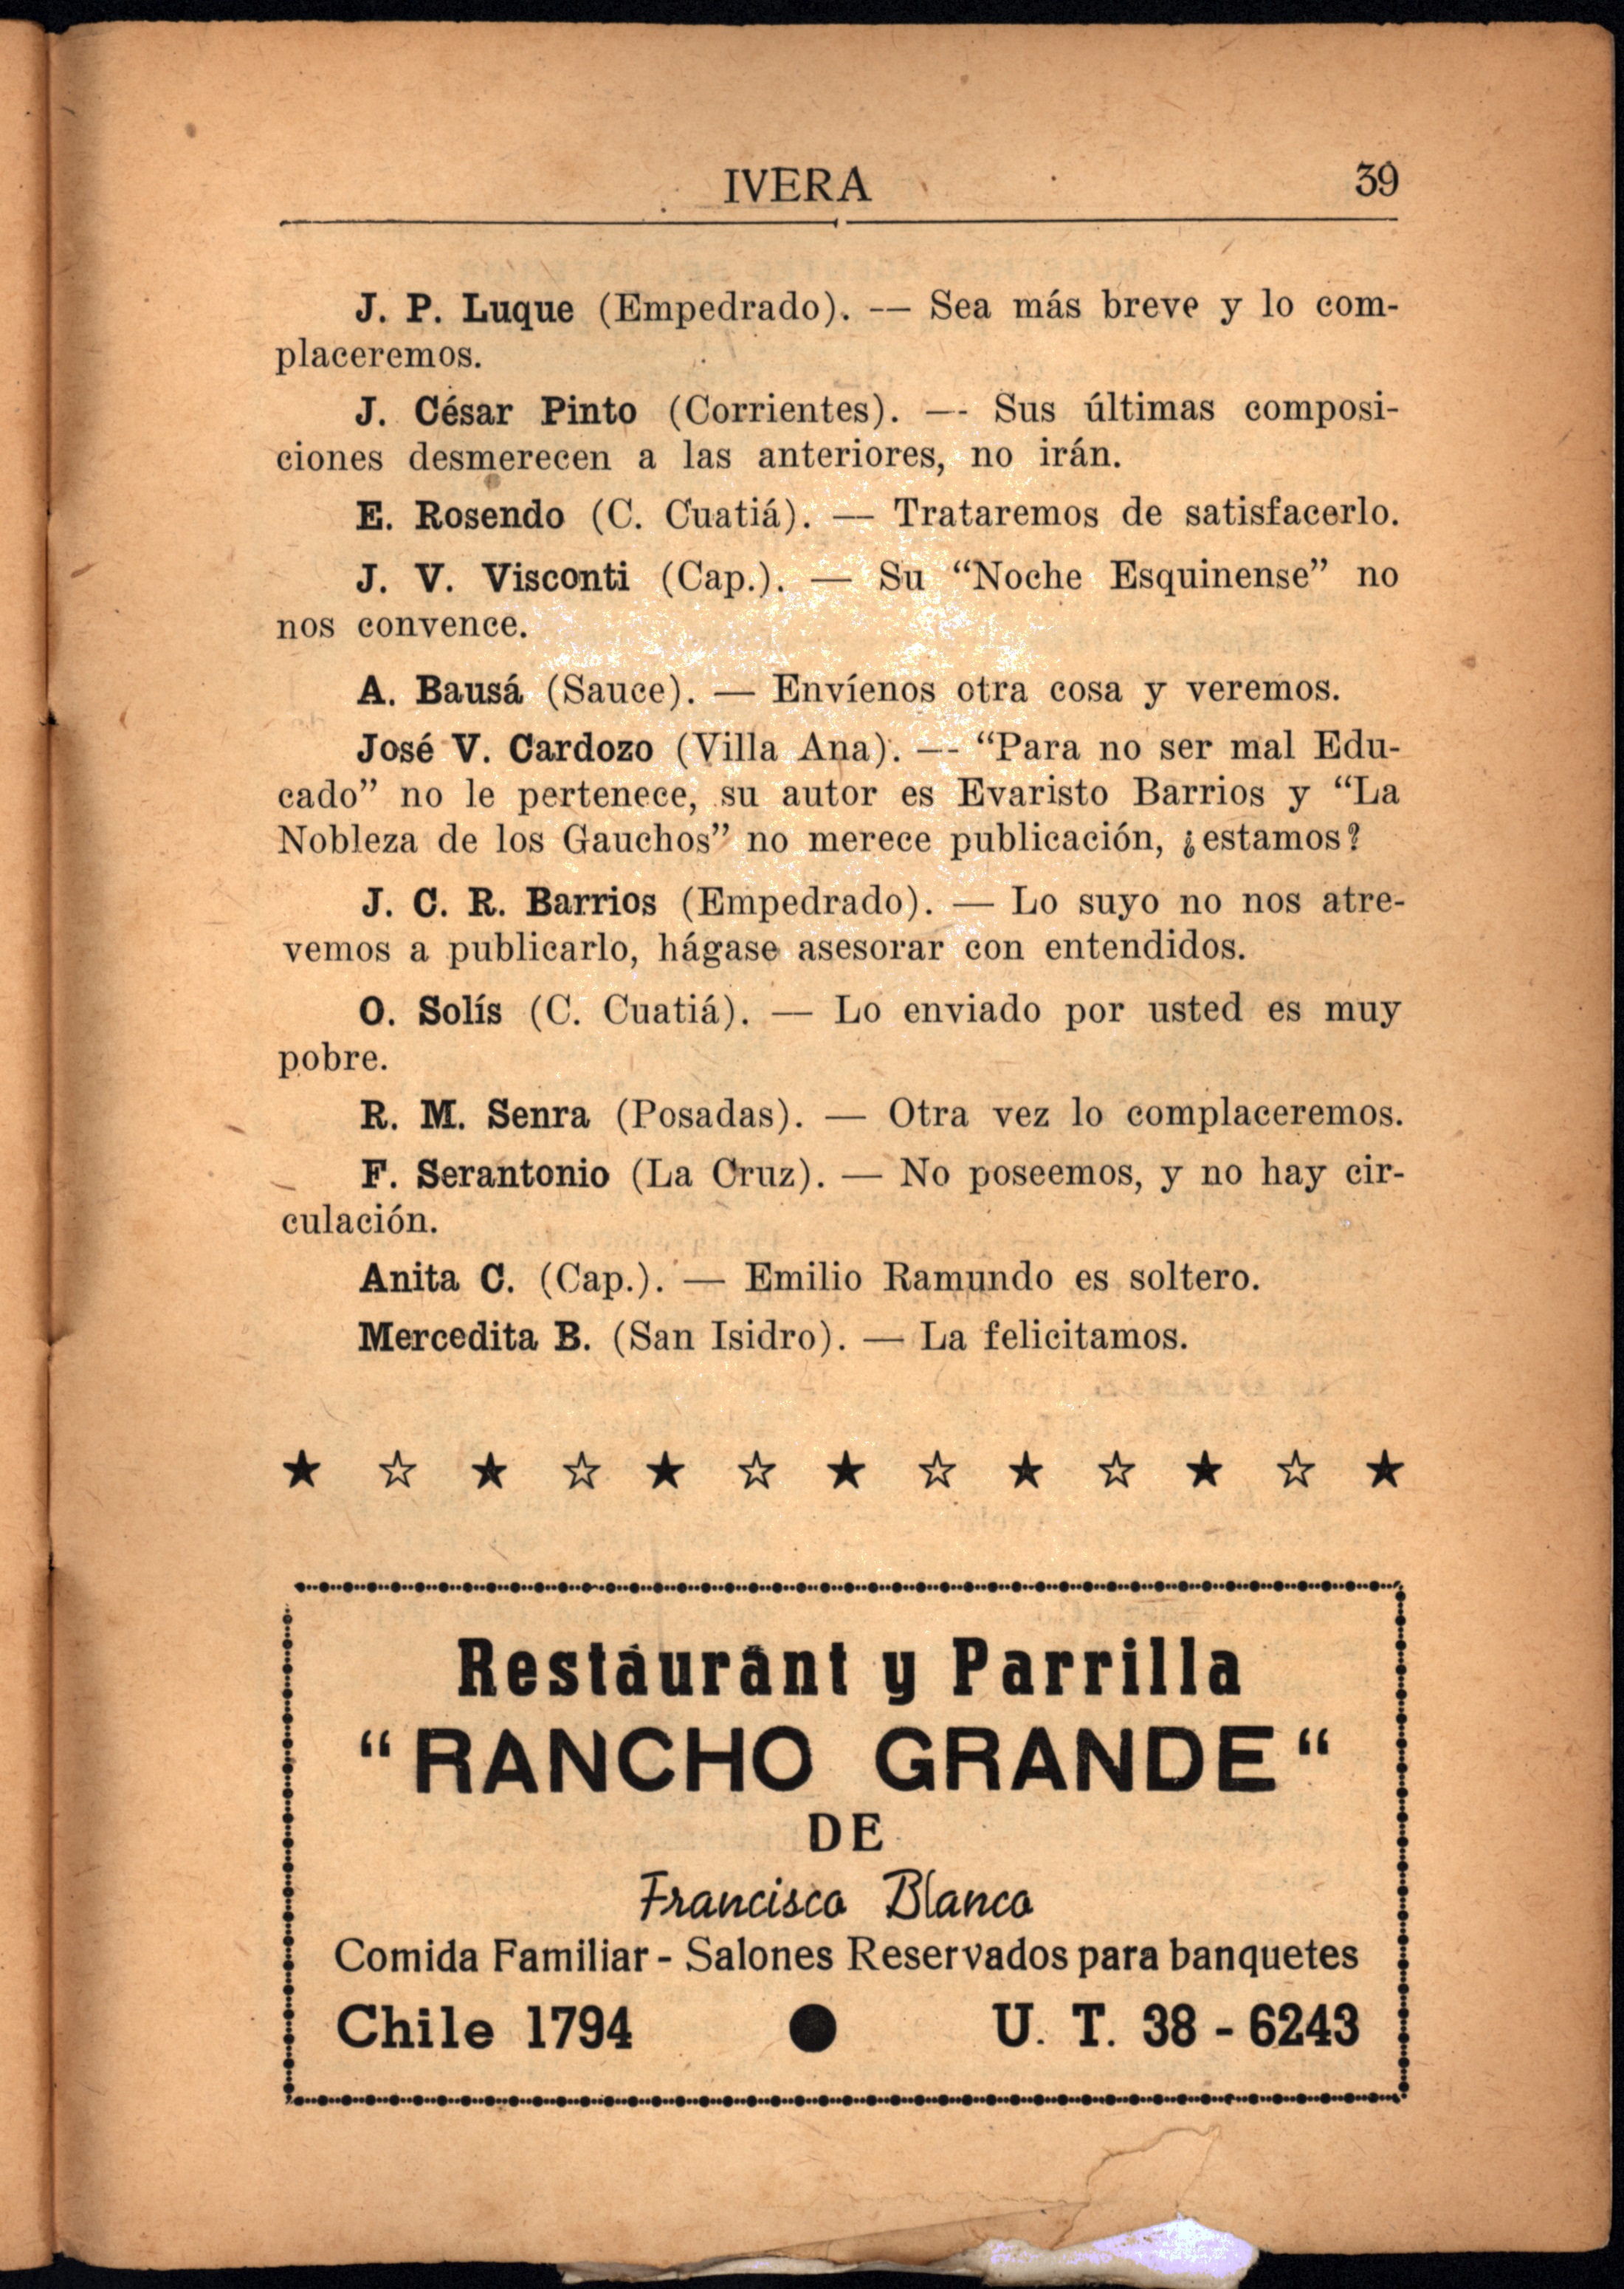 IVERA 39
J. P. Luque (Empedrado). — Sea más breve y lo com-
placeremos.
J. César Pinto (Corrientes). — Sus últimas composi-
ciones desmerecen a las anteriores, no irán.
E. Rosendo (C. Cuatiá). — Trataremos de satisfacerlo.
J. V. Visconti (Cap.). — Su “Noche Esquinense” no
nos convence.
A. Bausá (Sauce). — Envíenos otra cosa y veremos.
José V. Cardozo (Villa Ana). — “Para no ser mal Edu-
cado” no le pertenece, su autor es Evaristo Barrios y “La
Nobleza de los Gauchos” no merece publicación, ¿estamos?
J. C. R. Barrios (Empedrado). — Lo suyo no nos atre-
vemos a publicarlo, hágase asesorar con entendidos.
O. Solís (C. Cuatiá). — Lo enviado por usted es muy
pobre.
R. M. Senra (Posadas). — Otra vez lo complaceremos.
F. Serantonio (La Cruz). — No poseemos, y no hay cir-
culación.
Anita C. (Cap.). — Emilio Ramundo es soltero.
Mercedita B. (San Isidro). — La felicitamos.
★ ☆ ★ ☆ ★ ☆ ★ ☆ ★ ☆ ★ ☆ ★
Restaurant y Parrilla
“RANCHO GRANDE“
DE
Francisco Blanco
Comida Familiar - Salones Reservados para banquetes
Chile 1794 ● U. T. 38 - 6243